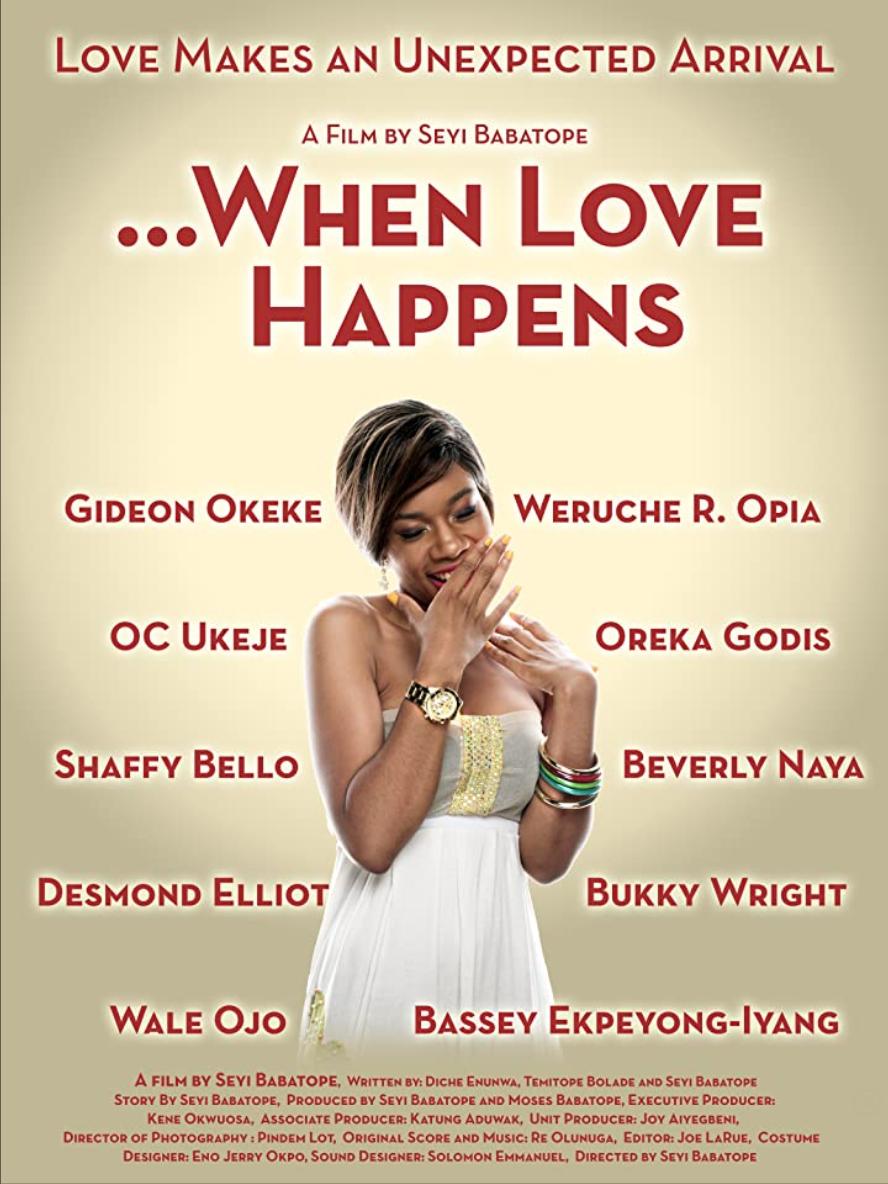 Love Makes an Unexpected Arrival
A Film by Seyi Babatope
...When Love
Happens
Gideon Okeke Weruche R. Opia
OC Ukeje Oreka Godis
Shaffy Bello Beverly Naya
Desmond Elliot Bukky Wright
Wale Ojo Bassey Ekpeyong-Iyang
A film by Seyi Babatope, Written by: Diche Enunwa, Temitope Bolade and Seyi Babatope
Story By Seyi Babatope, Produced by Seyi Babatope and Moses Babatope, Executive Producer:
Kene Okwuosa, Associate Producer: Katung Aduwak, Unit Producer: Joy Aiyegbeni,
Director of Photography : Pindem Lot, Original Score and Music: Re Olunuga, Editor: Joe LaRue, Costume
Designer: Eno Jerry Okpo, Sound Designer: Solomon Emmanuel, Directed by Seyi Babatope